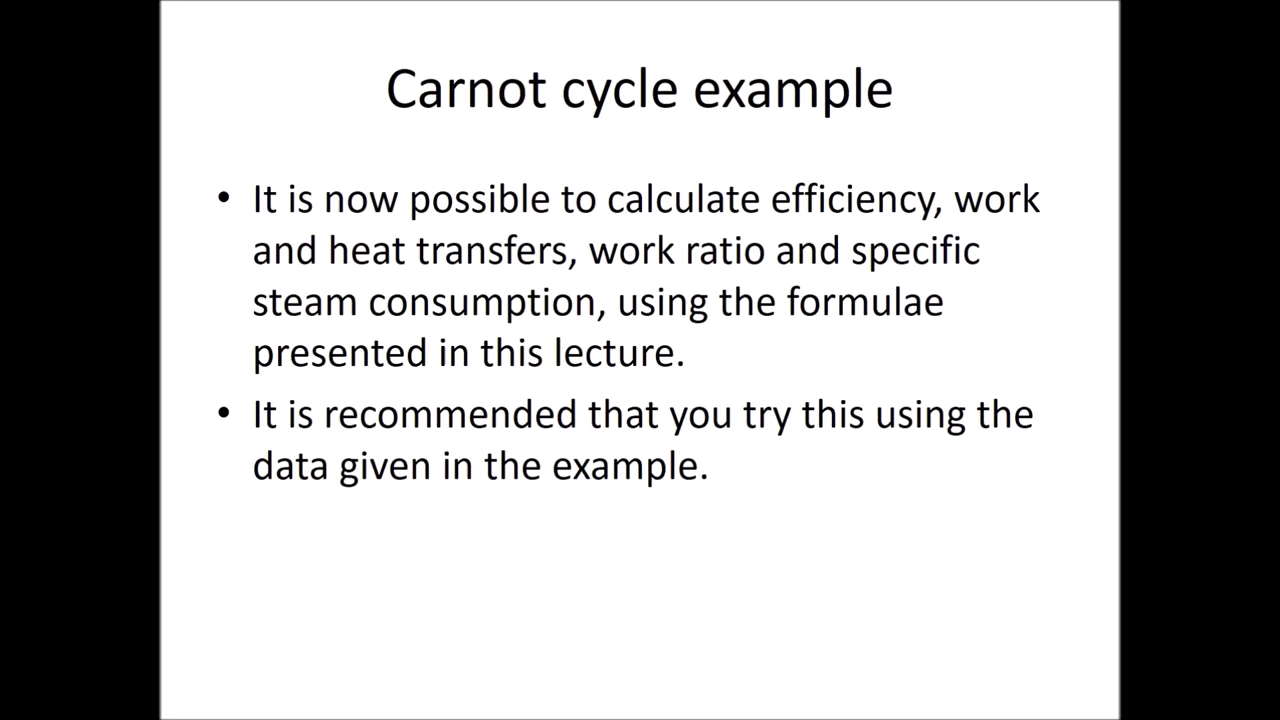 Carnot cycle example
• It is now possible to calculate efficiency, work
and heat transfers, work ratio and specific
steam consumption, using the formulae
presented in this lecture.
• It is recommended that you try this using the
data given in the example.